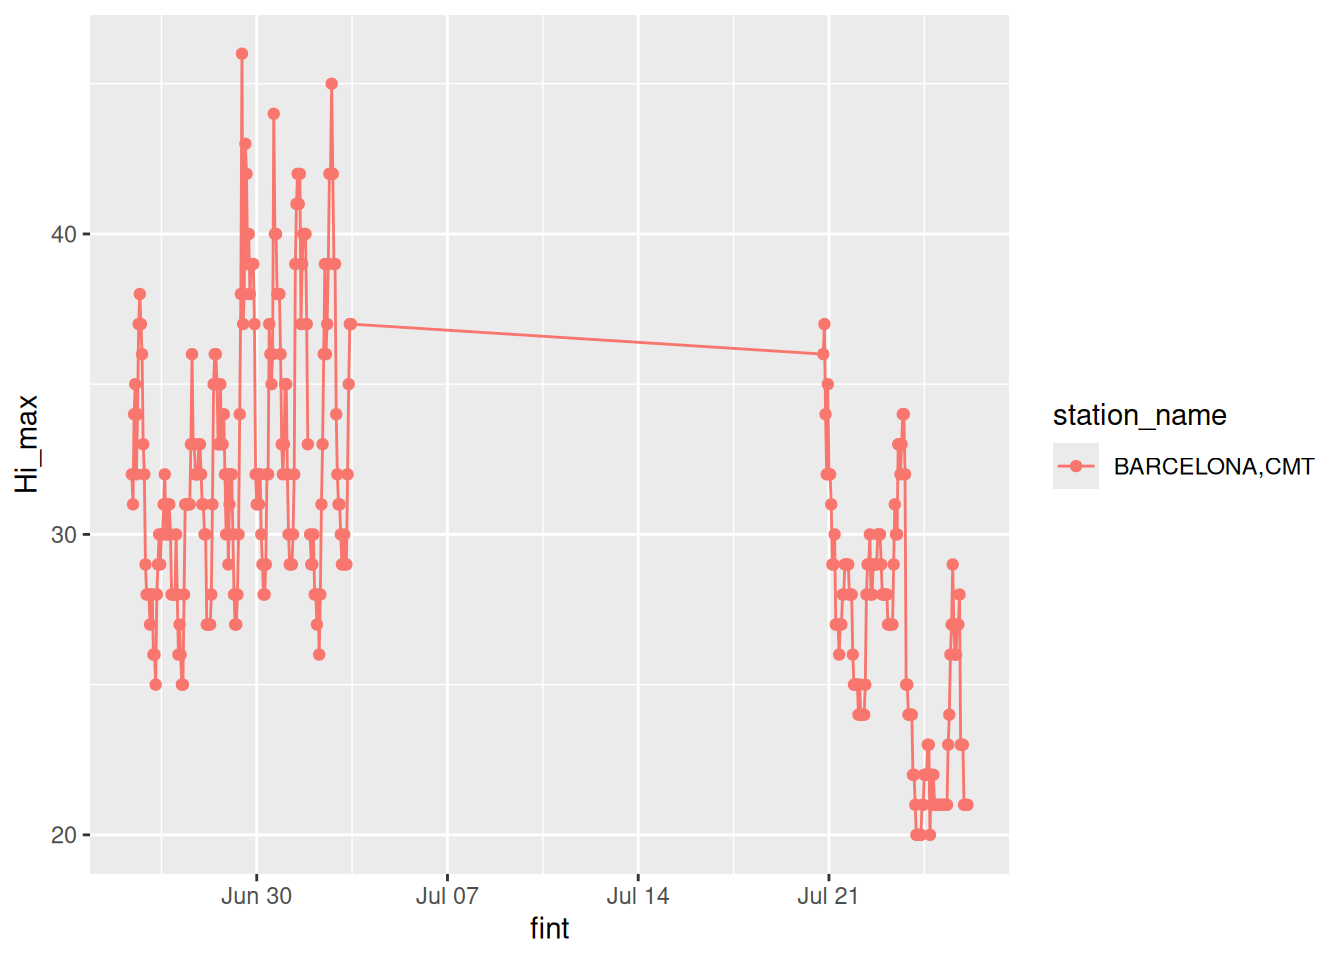 Hi_max
40
30
20
Jun 30
Jul 07
Jul 14
Jul 21
fint
station_name
BARCELONA,CMT